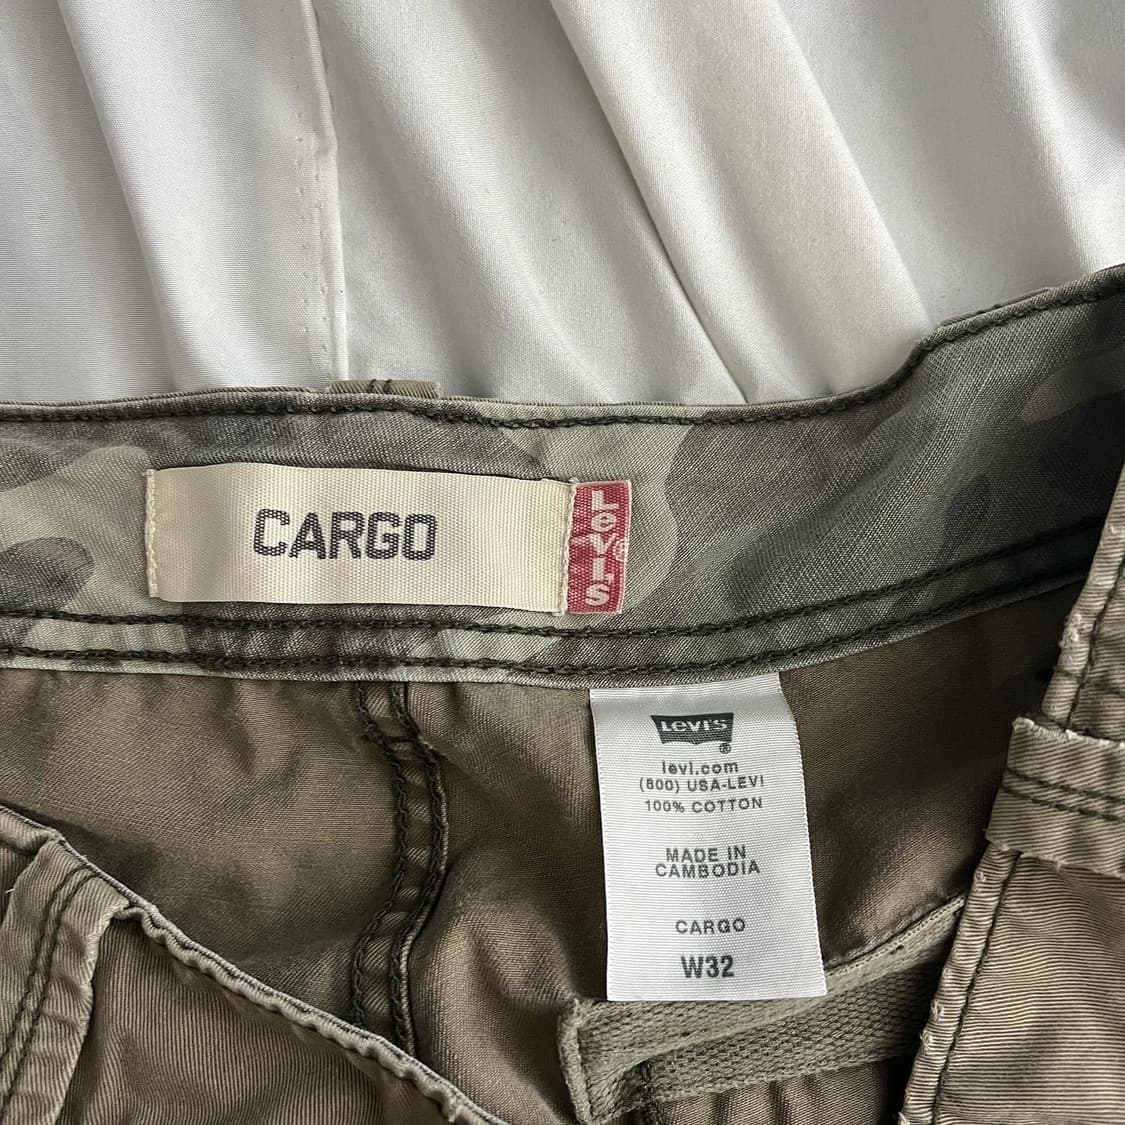 CARGO
LEVI'S®
LEVI'S®
levi.com
(800) USA-LEVI
100% COTTON
MADE IN
CAMBODIA
CARGO
W32